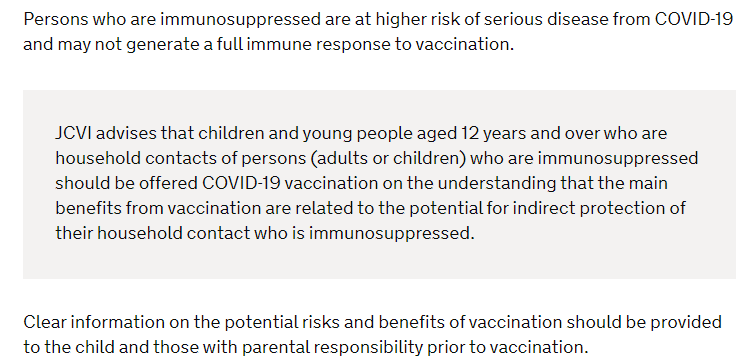 Persons who are immunosuppressed are at higher risk of serious disease from COVID-19
and may not generate a full immune response to vaccination.
JCVI advises that children and young people aged 12 years and over who are
household contacts of persons (adults or children) who are immunosuppressed
should be offered COVID-19 vaccination on the understanding that the main
benefits from vaccination are related to the potential for indirect protection of
their household contact who is immunosuppressed.
Clear information on the potential risks and benefits of vaccination should be provided
to the child and those with parental responsibility prior to vaccination.